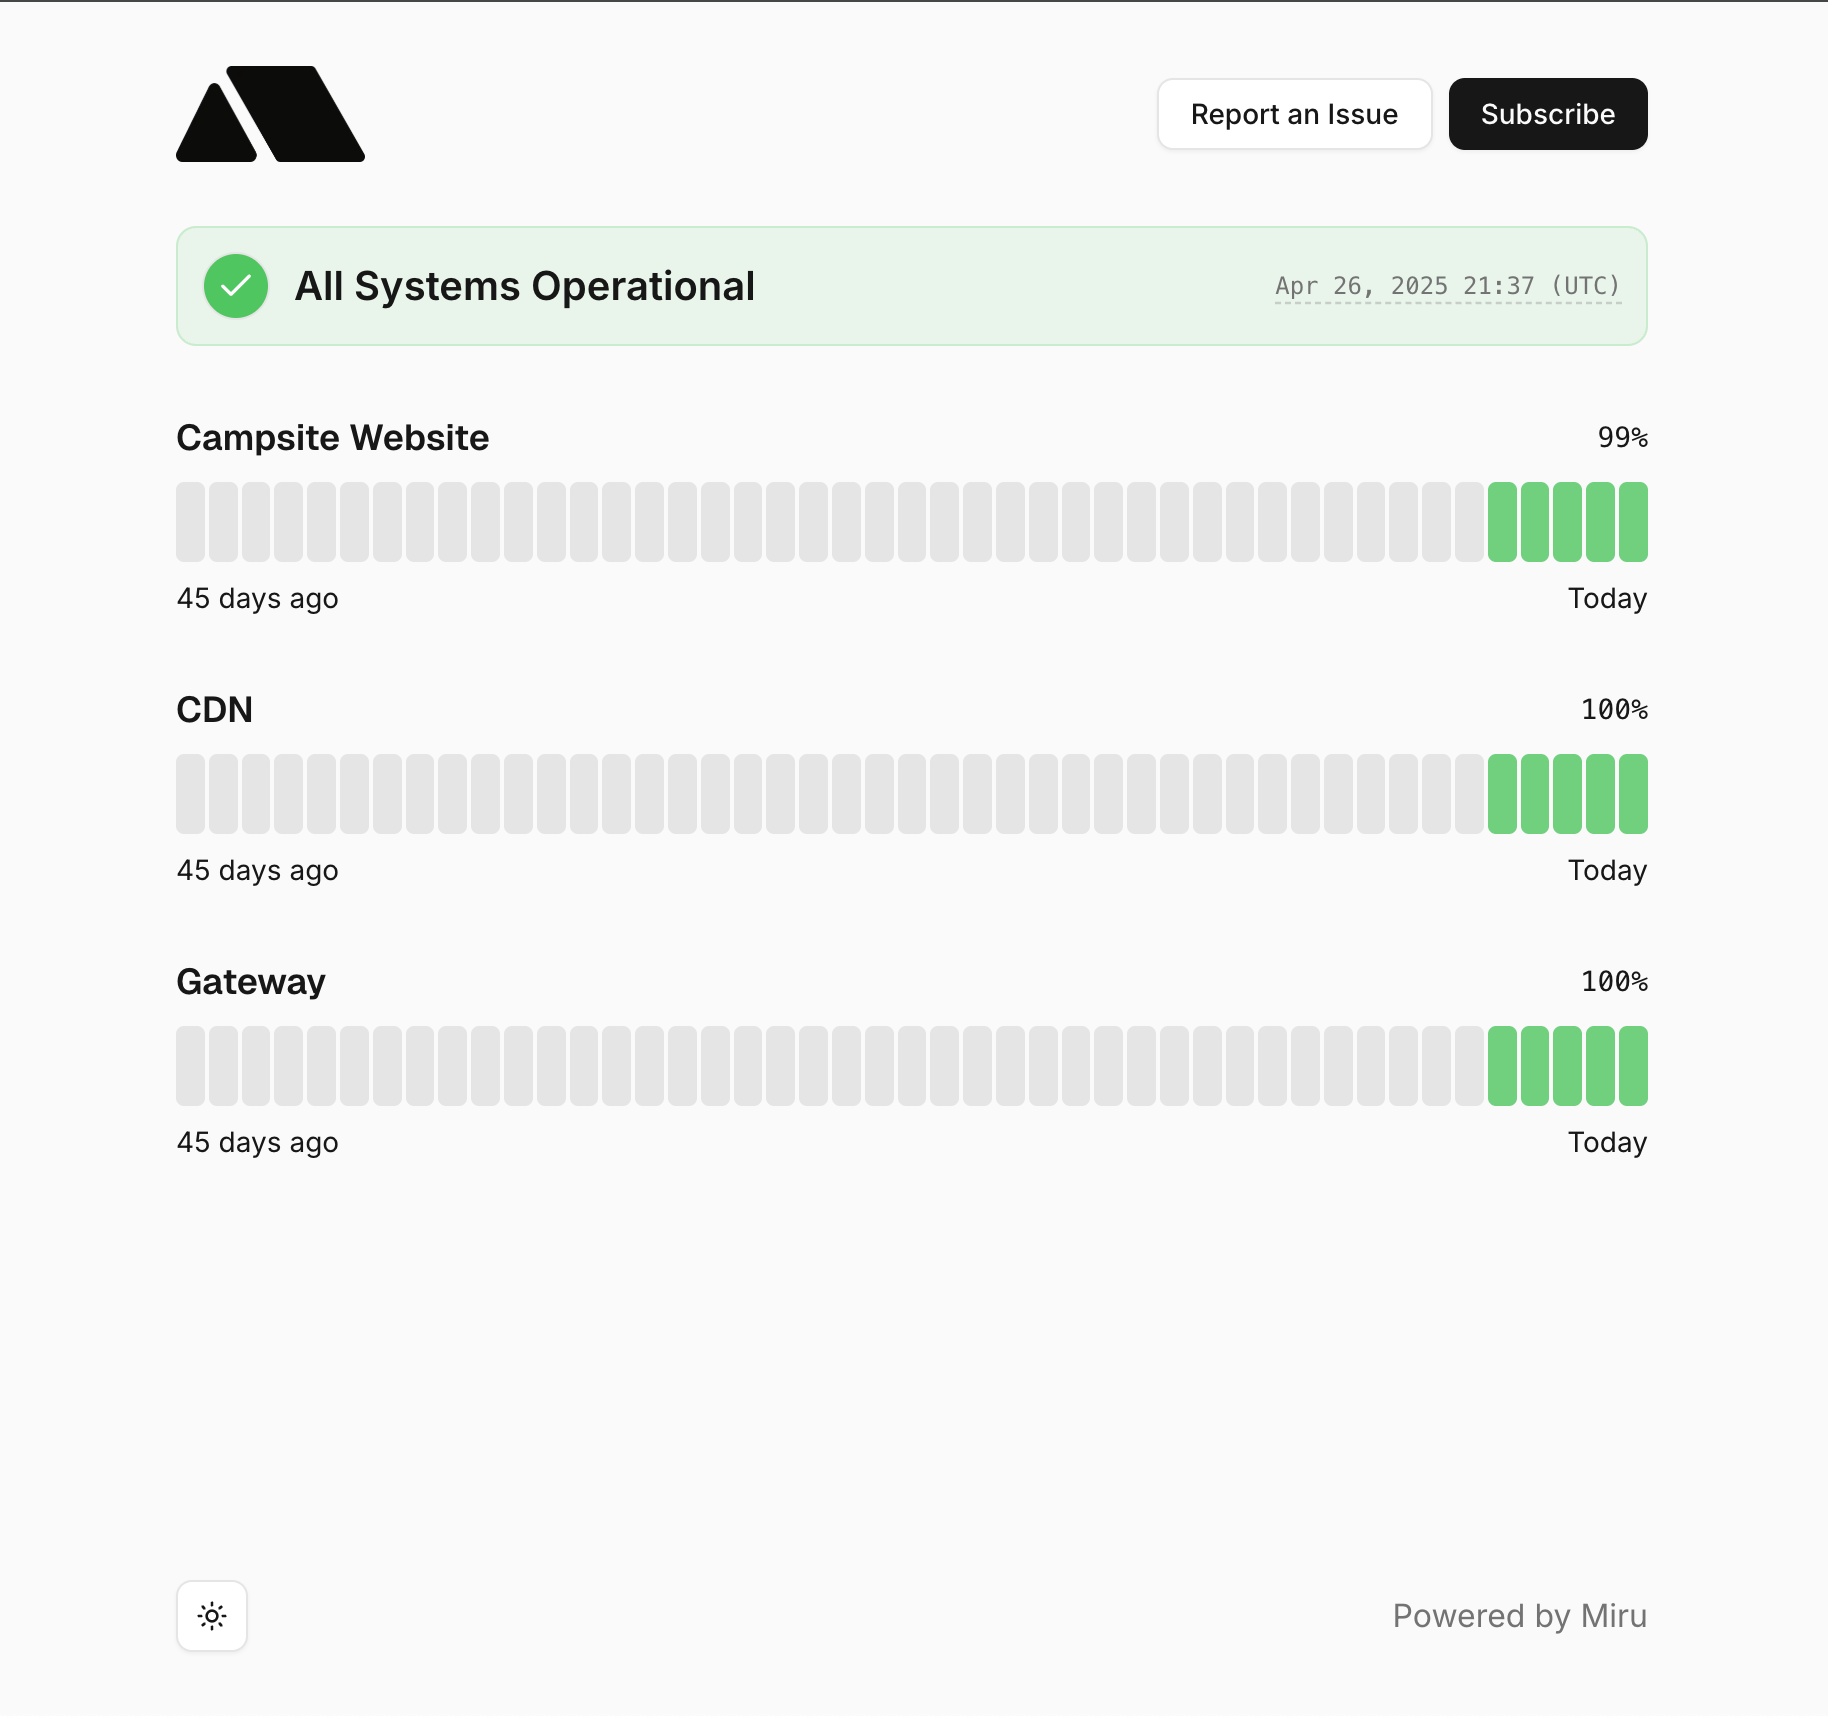 Report an Issue
Subscribe
All Systems Operational
Apr 26, 2025 21:37 (UTC)
Campsite Website
99%
45 days ago
Today
CDN
100%
45 days ago
Today
Gateway
100%
45 days ago
Today
Powered by Miru